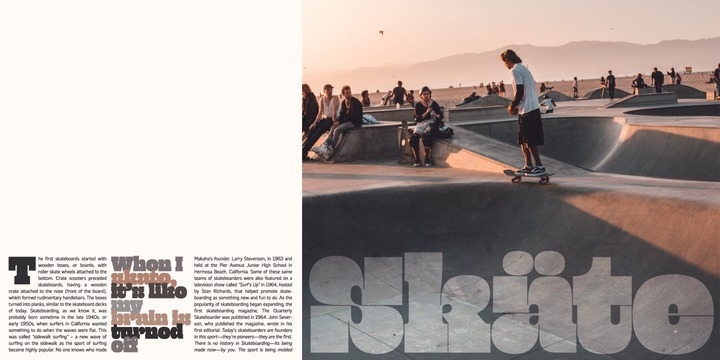 The first skateboards started with
wooden boxes, or boards, with
roller skate wheels attached to the
bottom. Crate scooters preceded
skateboards, having a wooden
crate attached to the nose (front of the board),
which formed rudimentary handlebars. The boxes
turned into planks, similar to the skateboard decks
of today. Skateboarding, as we know it, was
probably born sometime in the late 1940s, or
early 1950s, when surfers in California wanted
something to do when the waves were flat. This
was called "sidewalk surfing" – a new wave of
surfing on the sidewalk as the sport of surfing
became highly popular. No one knows who made
When I
skate,
it's like
my
brain is
turned
off
Makaha's founder, Larry Stevenson, in 1963 and
held at the Pier Avenue Junior High School in
Hermosa Beach, California. Some of these same
teams of skateboarders were also featured on a
television show called "Surf's Up" in 1964, hosted
by Stan Richards, that helped promote skate-
boarding as something new and fun to do. As the
popularity of skateboarding began expanding, the
first skateboarding magazine, The Quarterly
Skateboarder was published in 1964. John Sever-
son, who published the magazine, wrote in his
first editorial: Today's skateboarders are founders
in this sport—they're pioneers—they are the first.
There is no history in Skateboarding—its being
made now—by you. The sport is being molded
Skäte